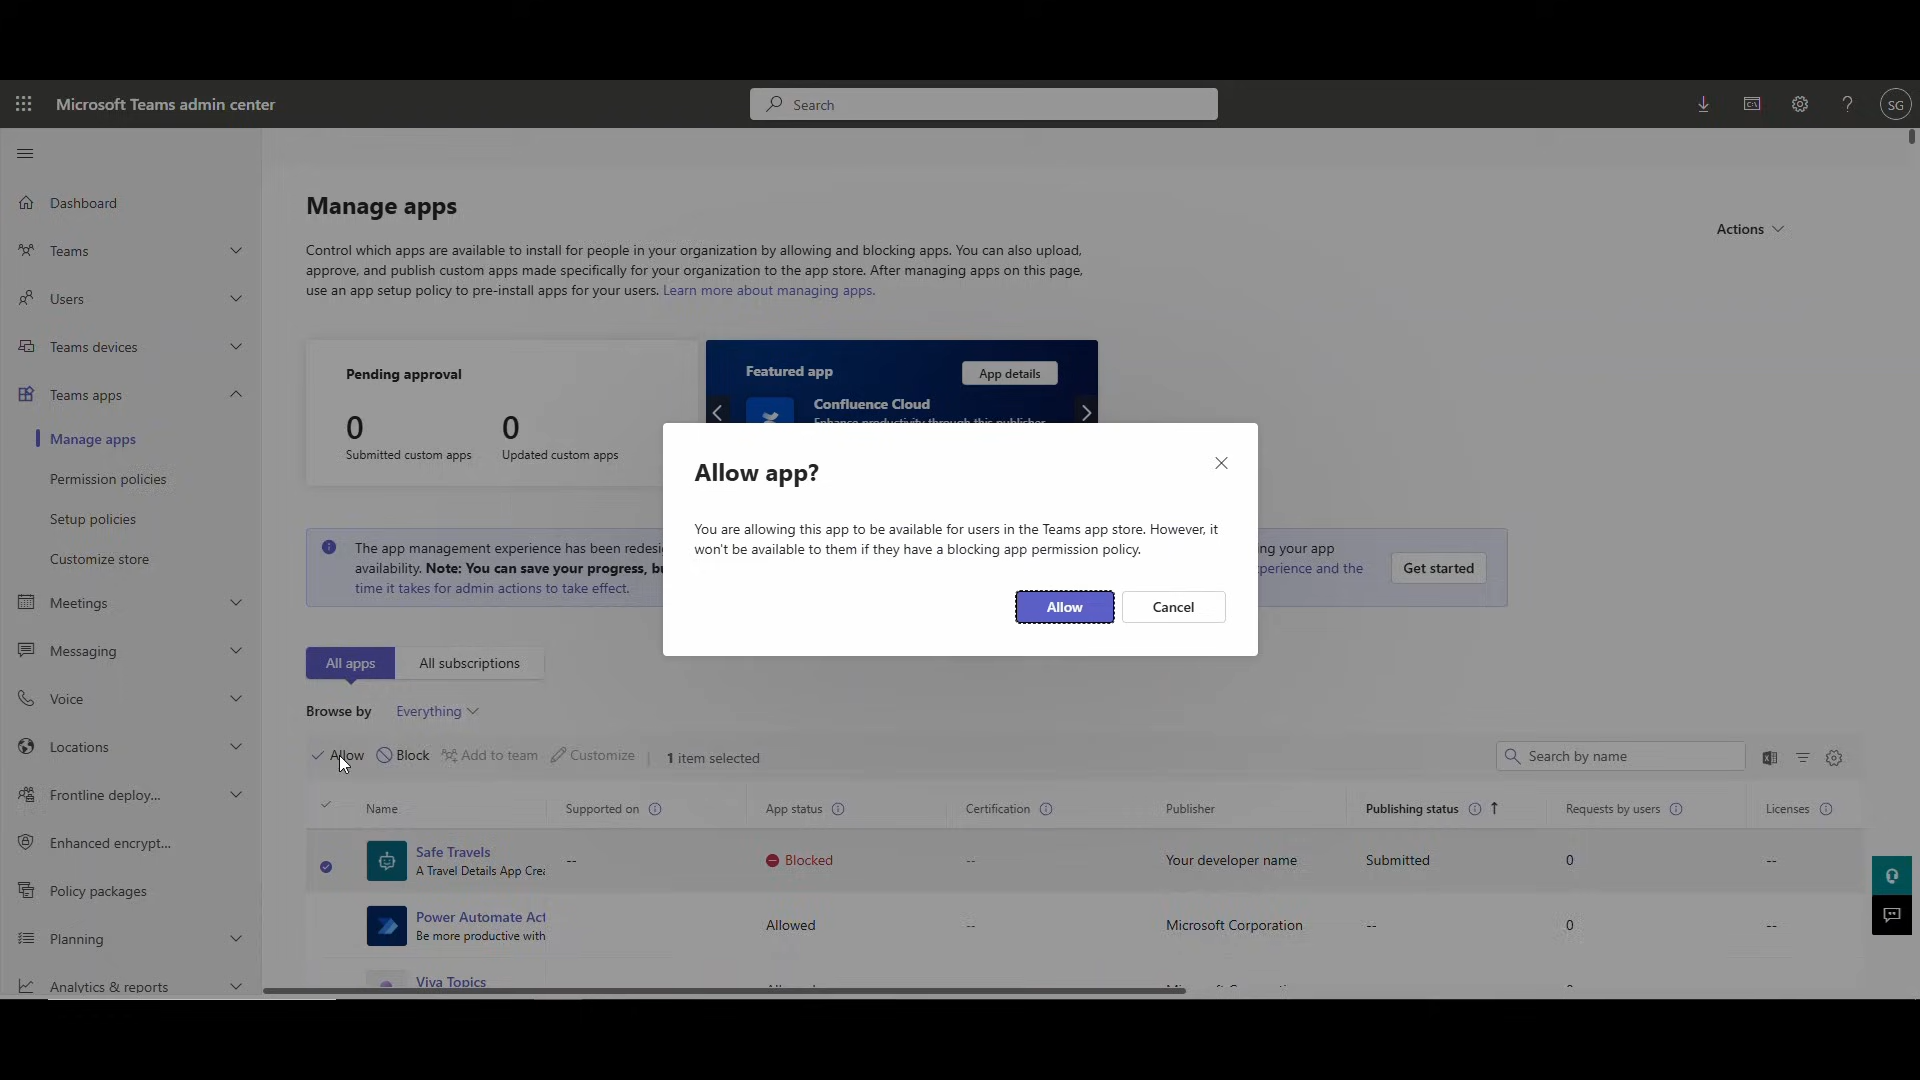 Microsoft Teams admin center
Search
SG
Dashboard
Teams
Users
Teams devices
Teams apps
Manage apps
Permission policies
Setup policies
Customize store
Meetings
Messaging
Voice
Locations
Frontline deploy...
Enhanced encrypt...
Policy packages
Planning
Analytics & reports
Manage apps
Actions
Control which apps are available to install for people in your organization by allowing and blocking apps. You can also upload,
approve, and publish custom apps made specifically for your organization to the app store. After managing apps on this page,
use an app setup policy to pre-install apps for your users. Learn more about managing apps.
Pending approval
0 0
Submitted custom apps Updated custom apps
Featured app
App details
Confluence Cloud
Enhance productivity through this publisher
Allow app?
You are allowing this app to be available for users in the Teams app store. However, it
won't be available to them if they have a blocking app permission policy.
Allow Cancel
The app management experience has been redesi ng your app
availability. Note: You can save your progress, bu perience and the
time it takes for admin actions to take effect.
Get started
All apps All subscriptions
Browse by Everything
Allow Block Add to team Customize | 1 item selected
Search by name
Name Supported on App status Certification Publisher Publishing status Requests by users Licenses
Safe Travels -- Blocked -- Your developer name Submitted 0 --
A Travel Details App Crea
Power Automate Act Allowed -- Microsoft Corporation -- 0 --
Be more productive with
Viva Topics